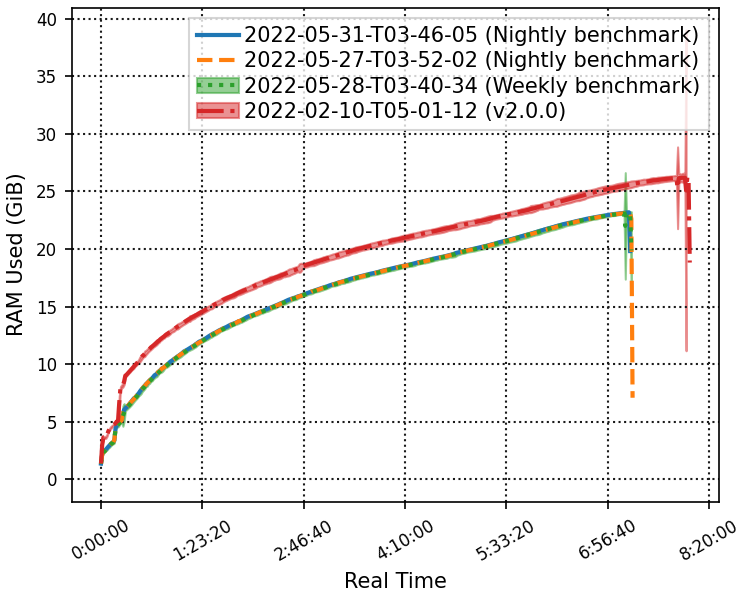 2022-05-31-T03-46-05 (Nightly benchmark)
2022-05-27-T03-52-02 (Nightly benchmark)
2022-05-28-T03-40-34 (Weekly benchmark)
2022-02-10-T05-01-12 (v2.0.0)
RAM Used (GiB)
40
35
30
25
20
15
10
5
0
0:00:00
1:23:20
2:46:40
4:10:00
5:33:20
6:56:40
8:20:00
Real Time